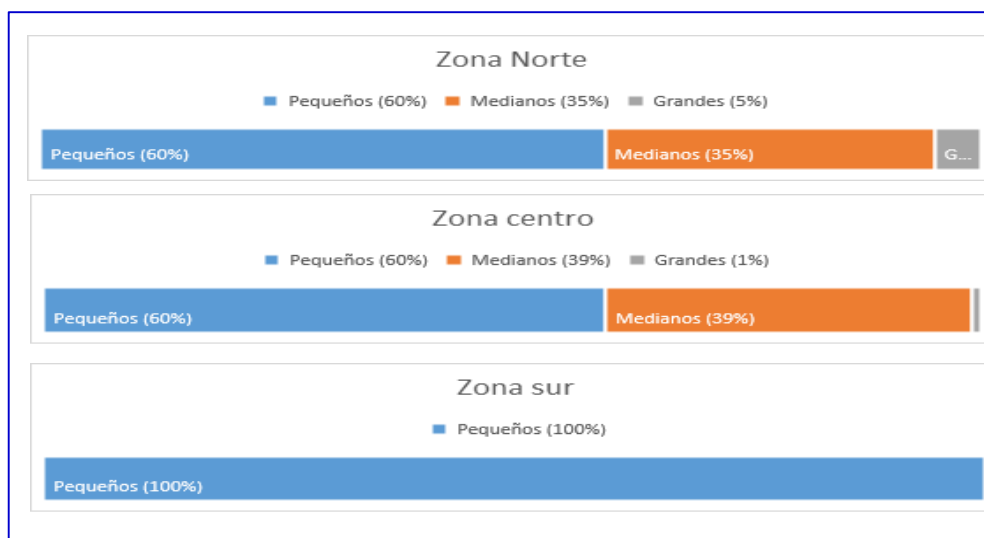 Zona Norte
Pequeños (60%) Medianos (35%) Grandes (5%)
Pequeños (60%) Medianos (35%) G...
Zona centro
Pequeños (60%) Medianos (39%) Grandes (1%)
Pequeños (60%) Medianos (39%)
Zona sur
Pequeños (100%)
Pequeños (100%)